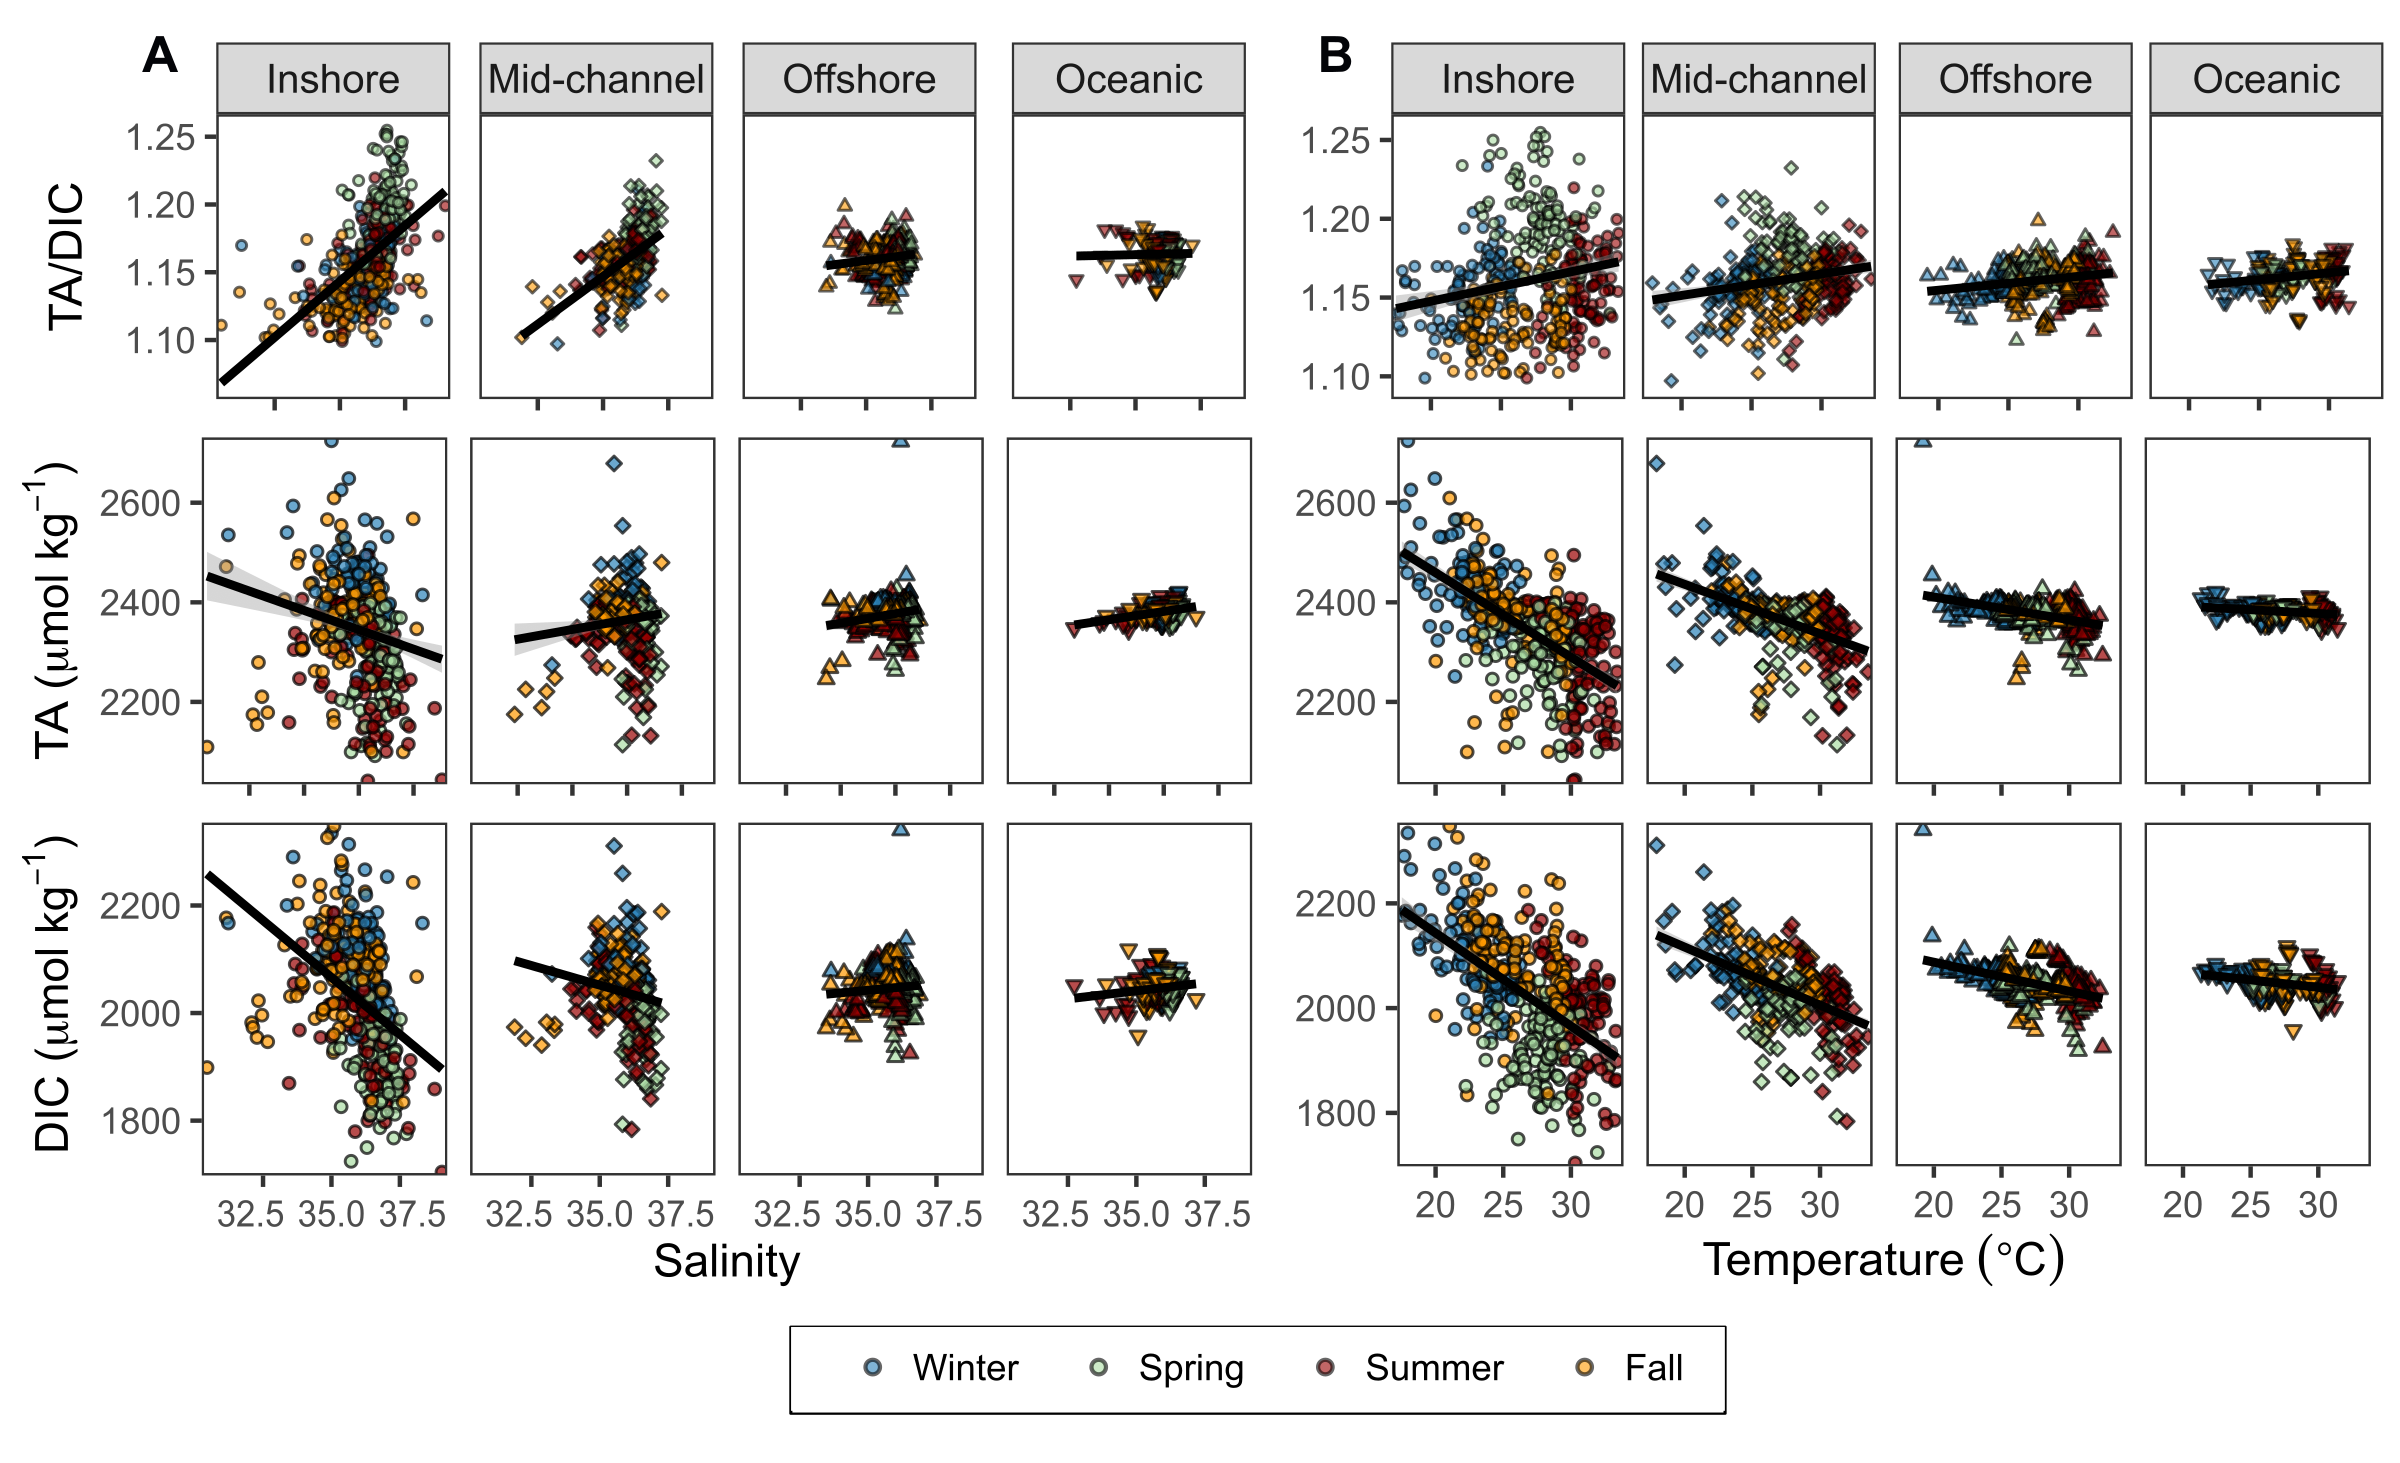 A
Inshore Mid-channel Offshore Oceanic
B
Inshore Mid-channel Offshore Oceanic
TA/DIC
1.25
1.20
1.15
1.10
1.25
1.20
1.15
1.10
TA (μmol kg⁻¹)
2600
2400
2200
2600
2400
2200
DIC (μmol kg⁻¹)
2200
2000
1800
2200
2000
1800
32.5 35.0 37.5 32.5 35.0 37.5 32.5 35.0 37.5 32.5 35.0 37.5
Salinity
20 25 30 20 25 30 20 25 30 20 25 30
Temperature (°C)
Winter Spring Summer Fall